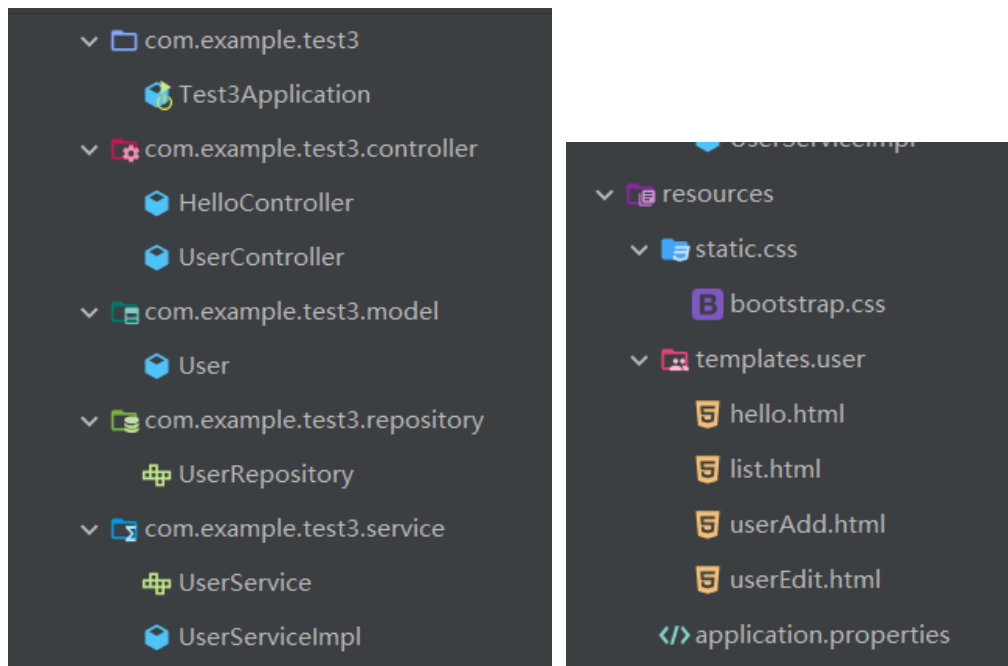 com.example.test3
Test3Application
com.example.test3.controller
HelloController
UserController
com.example.test3.model
User
com.example.test3.repository
UserRepository
com.example.test3.service
UserService
UserServiceImpl
UserServiceImpl
resources
static.css
bootstrap.css
templates.user
hello.html
list.html
userAdd.html
userEdit.html
application.properties